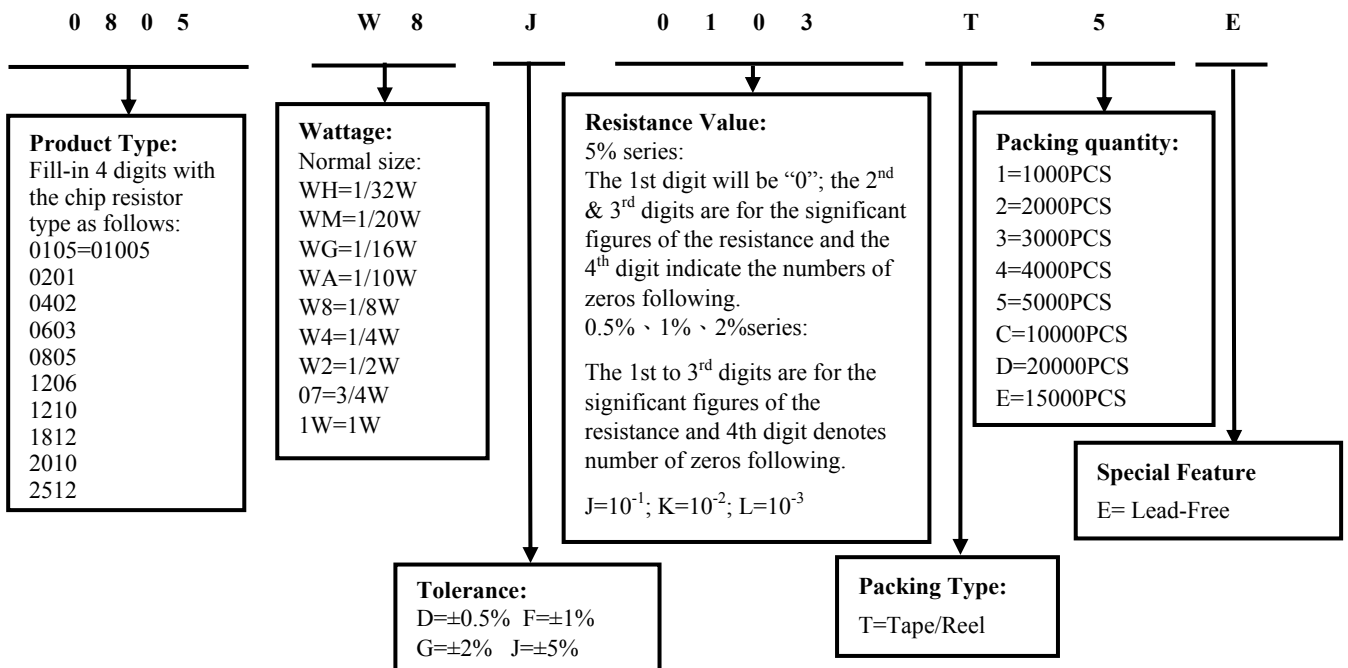 0 8 0 5 W 8 J 0 1 0 3 T 5 E
Product Type:
Fill-in 4 digits with
the chip resistor
type as follows:
0105=01005
0201
0402
0603
0805
1206
1210
1812
2010
2512
Wattage:
Normal size:
WH=1/32W
WM=1/20W
WG=1/16W
WA=1/10W
W8=1/8W
W4=1/4W
W2=1/2W
07=3/4W
1W=1W
Resistance Value:
5% series:
The 1st digit will be “0”; the 2nd
& 3rd digits are for the significant
figures of the resistance and the
4th digit indicate the numbers of
zeros following.
0.5%、1%、2%series:
The 1st to 3rd digits are for the
significant figures of the
resistance and 4th digit denotes
number of zeros following.
J=10-1; K=10-2; L=10-3
Packing quantity:
1=1000PCS
2=2000PCS
3=3000PCS
4=4000PCS
5=5000PCS
C=10000PCS
D=20000PCS
E=15000PCS
Special Feature
E= Lead-Free
Tolerance:
D=±0.5% F=±1%
G=±2% J=±5%
Packing Type:
T=Tape/Reel